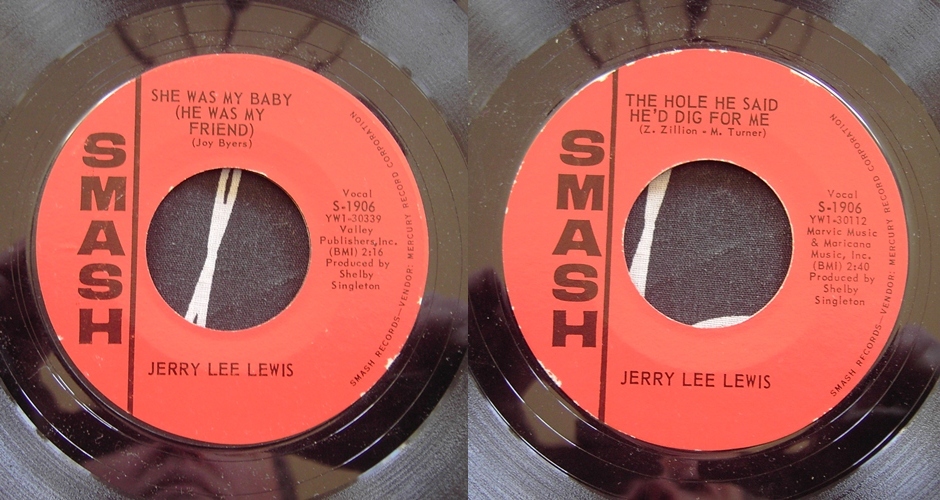 SHE WAS MY BABY
(HE WAS MY
FRIEND)
(Joy Byers)
SMASH
Vocal
S-1906
YW1-30339
Valley
Publishers,Inc.
(BMI) 2:16
Produced by
Shelby
Singleton
JERRY LEE LEWIS
SMASH RECORDS—VENDOR: MERCURY RECORD CORPORATION
THE HOLE HE SAID
HE'D DIG FOR ME
(Z. Zillion - M. Turner)
SMASH
Vocal
S-1906
YW1-30112
Marvic Music
& Maricana
Music, Inc.
(BMI) 2:40
Produced by
Shelby
Singleton
JERRY LEE LEWIS
SMASH RECORDS—VENDOR: MERCURY RECORD CORPORATION